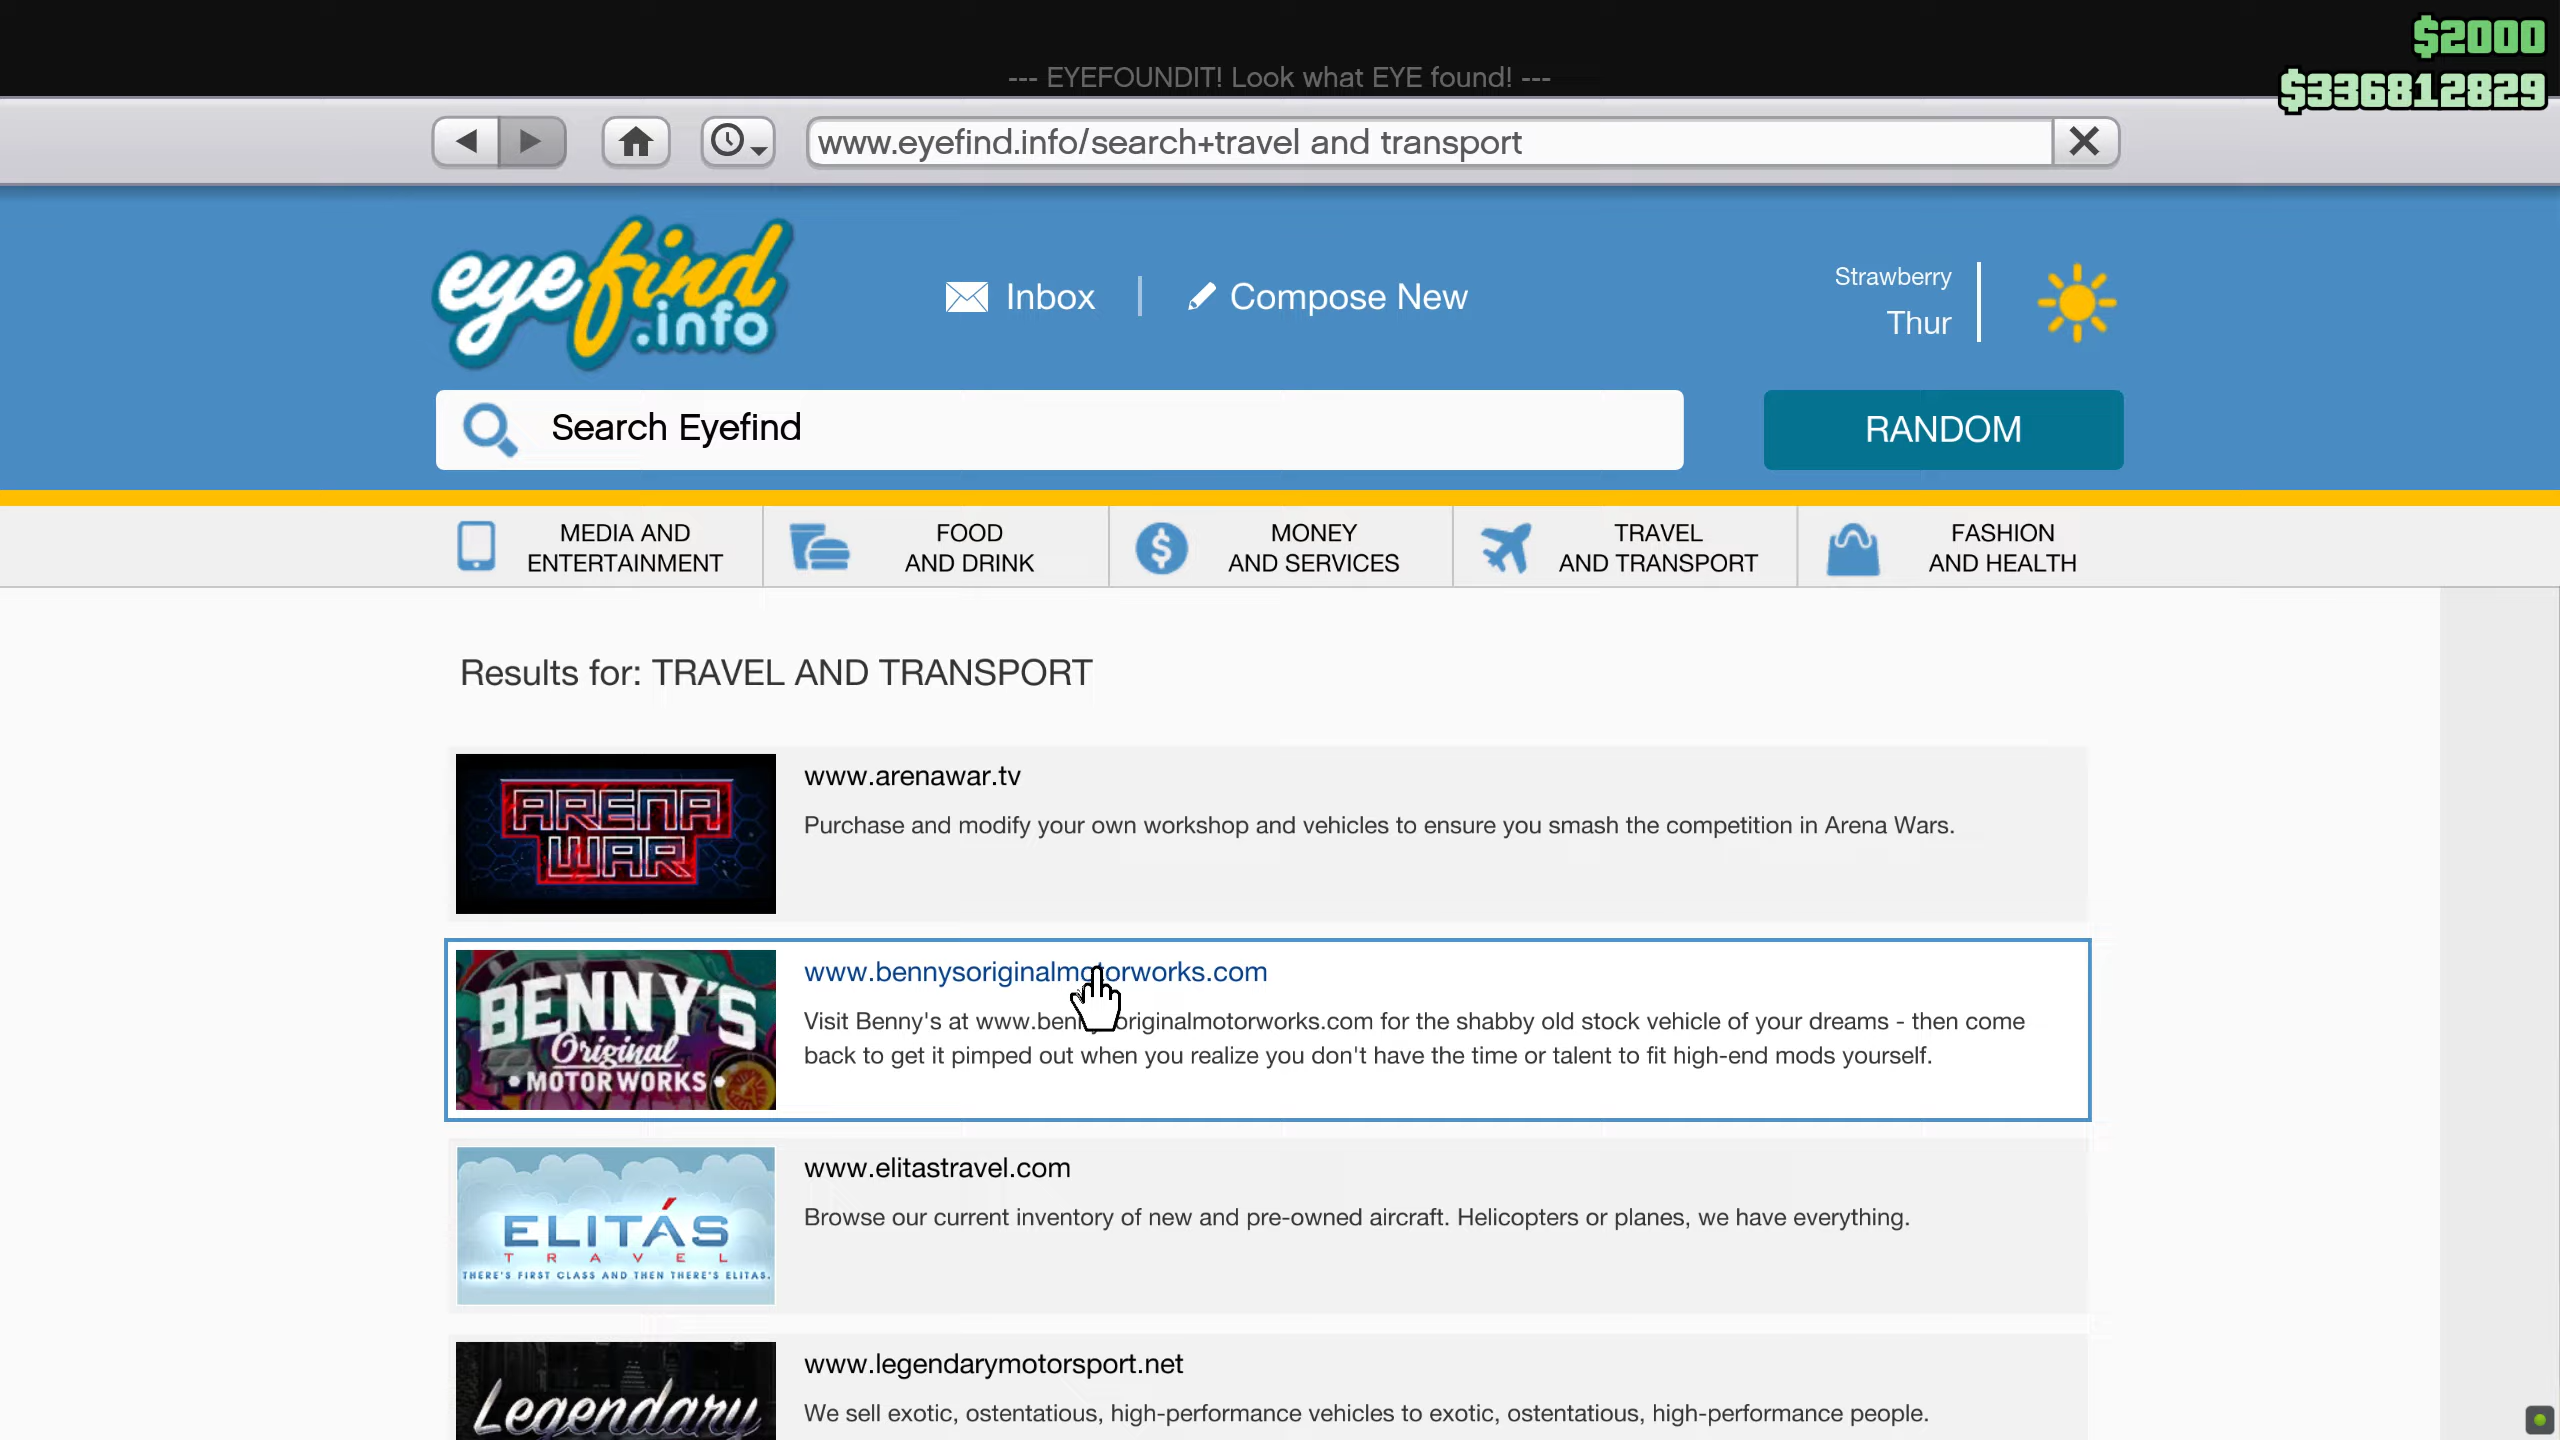 $2000
--- EYEFOUNDIT! Look what EYE found! ---
$336812829
www.eyefind.info/search+travel and transport
eyefind
.info
Inbox
Compose New
Strawberry
Thur
Search Eyefind
RANDOM
MEDIA AND
ENTERTAINMENT
FOOD
AND DRINK
MONEY
AND SERVICES
TRAVEL
AND TRANSPORT
FASHION
AND HEALTH
Results for: TRAVEL AND TRANSPORT
ARENA
WAR
www.arenawar.tv
Purchase and modify your own workshop and vehicles to ensure you smash the competition in Arena Wars.
BENNY'S
Original
MOTOR WORKS
www.bennysoriginalmotorworks.com
Visit Benny's at www.bennysoriginalmotorworks.com for the shabby old stock vehicle of your dreams - then come
back to get it pimped out when you realize you don't have the time or talent to fit high-end mods yourself.
ELITÁS
TRAVEL
THERE'S FIRST CLASS AND THEN THERE'S ELITAS.
www.elitastravel.com
Browse our current inventory of new and pre-owned aircraft. Helicopters or planes, we have everything.
Legendary
www.legendarymotorsport.net
We sell exotic, ostentatious, high-performance vehicles to exotic, ostentatious, high-performance people.